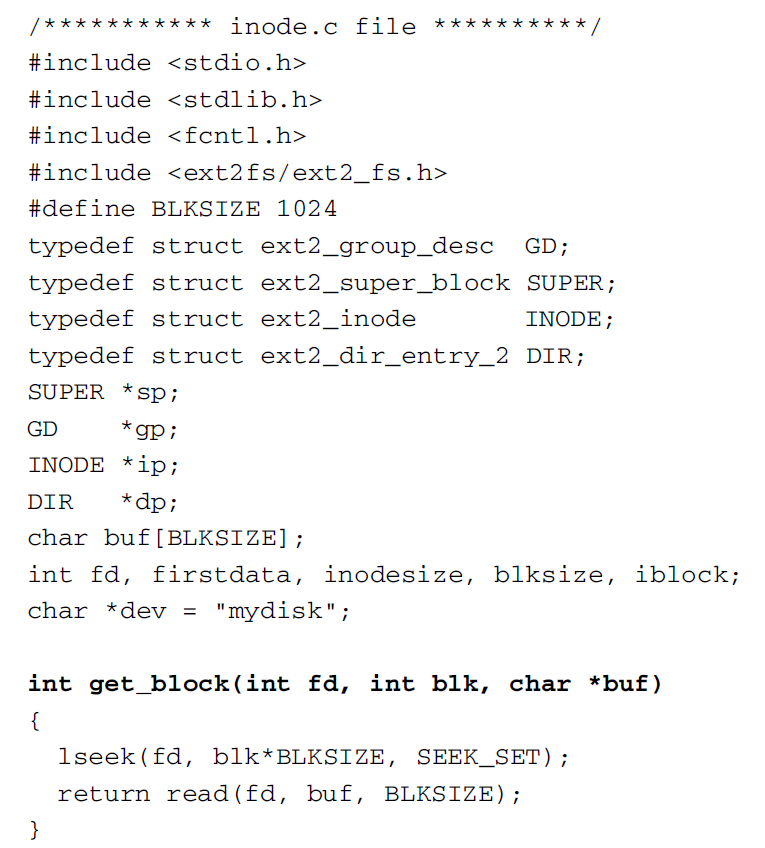 /*********** inode.c file **********/
#include <stdio.h>
#include <stdlib.h>
#include <fcntl.h>
#include <ext2fs/ext2_fs.h>
#define BLKSIZE 1024
typedef struct ext2_group_desc  GD;
typedef struct ext2_super_block SUPER;
typedef struct ext2_inode       INODE;
typedef struct ext2_dir_entry_2 DIR;
SUPER *sp;
GD    *gp;
INODE *ip;
DIR   *dp;
char buf[BLKSIZE];
int fd, firstdata, inodesize, blksize, iblock;
char *dev = "mydisk";

int get_block(int fd, int blk, char *buf)
{
  lseek(fd, blk*BLKSIZE, SEEK_SET);
  return read(fd, buf, BLKSIZE);
}